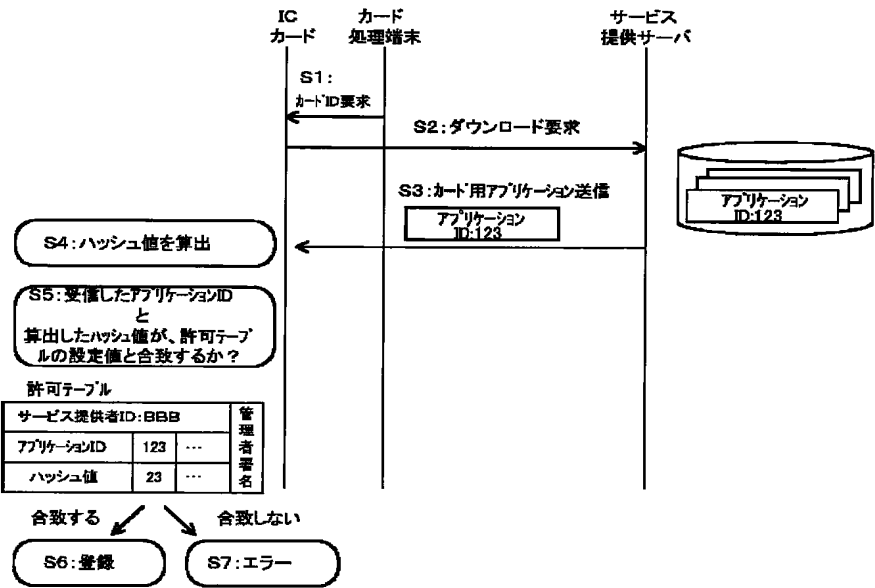 IC
カード
カード
処理端末
サービス
提供サーバ
S1:
カードID要求
S2:ダウンロード要求
S3:カード用アプリケーション送信
アプリケーション
ID:123
アプリケーション
ID:123
S4:ハッシュ値を算出
S5:受信したアプリケーションID
と
算出したハッシュ値が、許可テーブ
ルの設定値と合致するか?
許可テーブル
サービス提供者ID:BBB
管理者署名
アプリケーションID 123 …
ハッシュ値 23 …
合致する
合致しない
S6:登録
S7:エラー